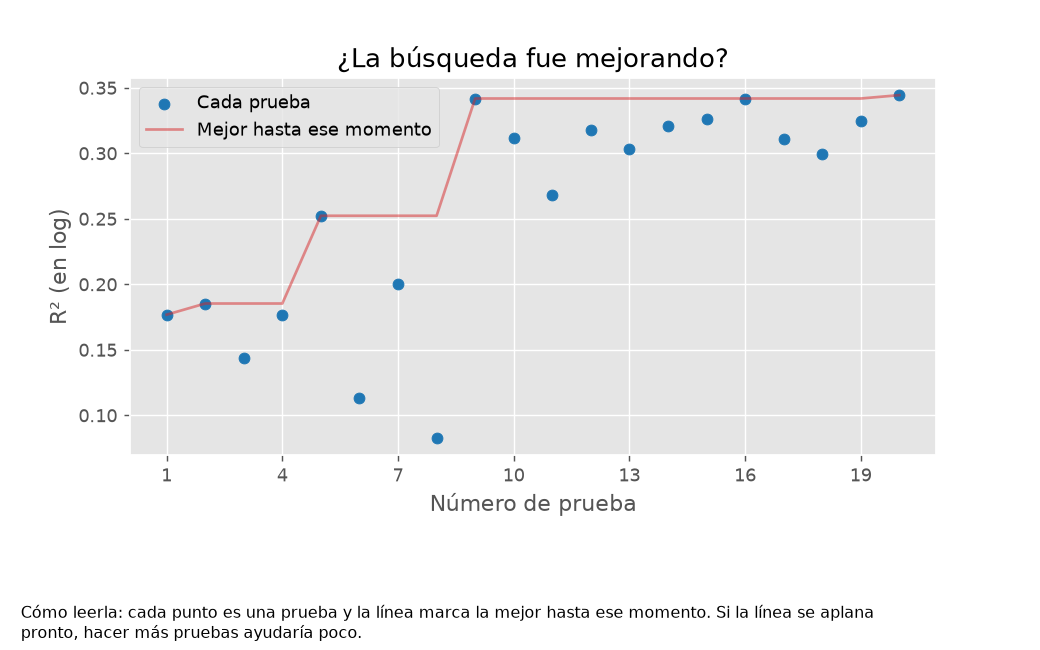 ¿La búsqueda fue mejorando?
Cada prueba
Mejor hasta ese momento
R² (en log)
0.35
0.30
0.25
0.20
0.15
0.10
1 4 7 10 13 16 19
Número de prueba
Cómo leerla: cada punto es una prueba y la línea marca la mejor hasta ese momento. Si la línea se aplana
pronto, hacer más pruebas ayudaría poco.